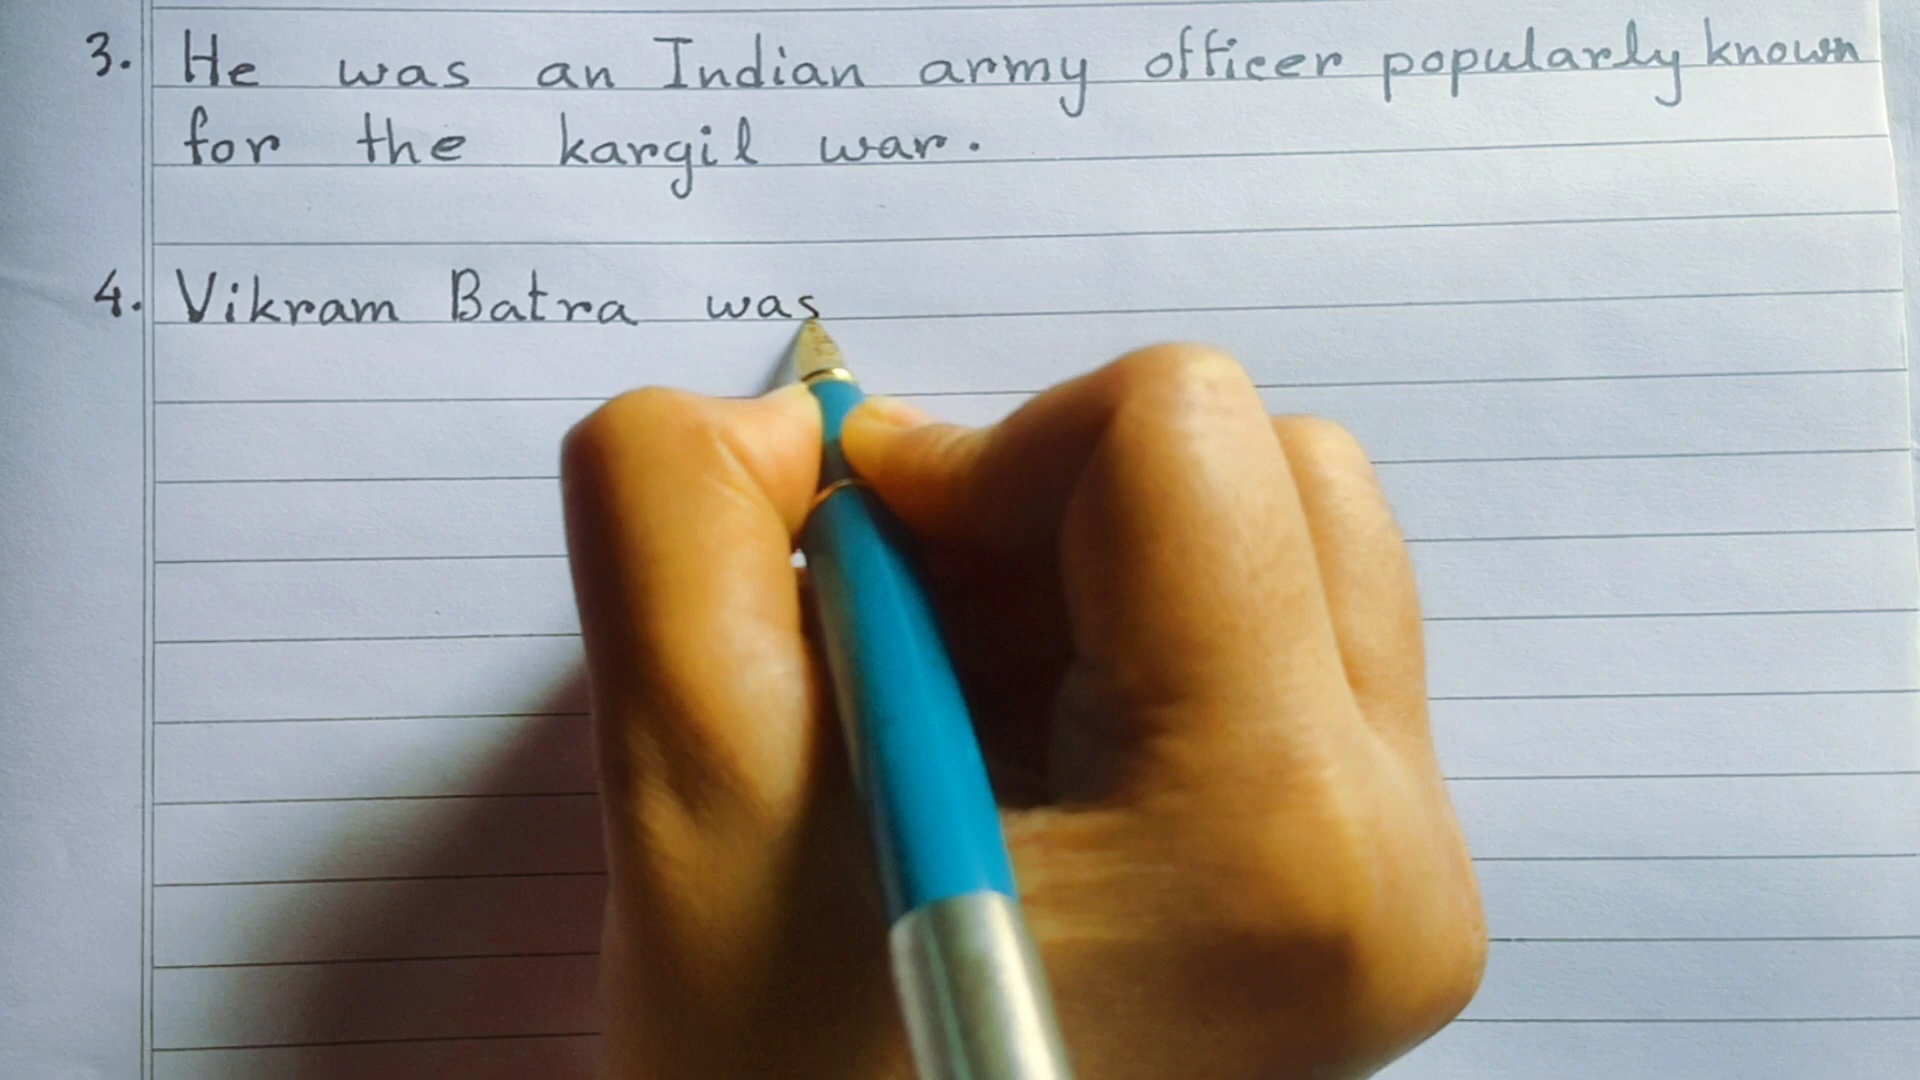 3. He was an Indian army officer popularly known
for the kargil war.
4. Vikram Batra was